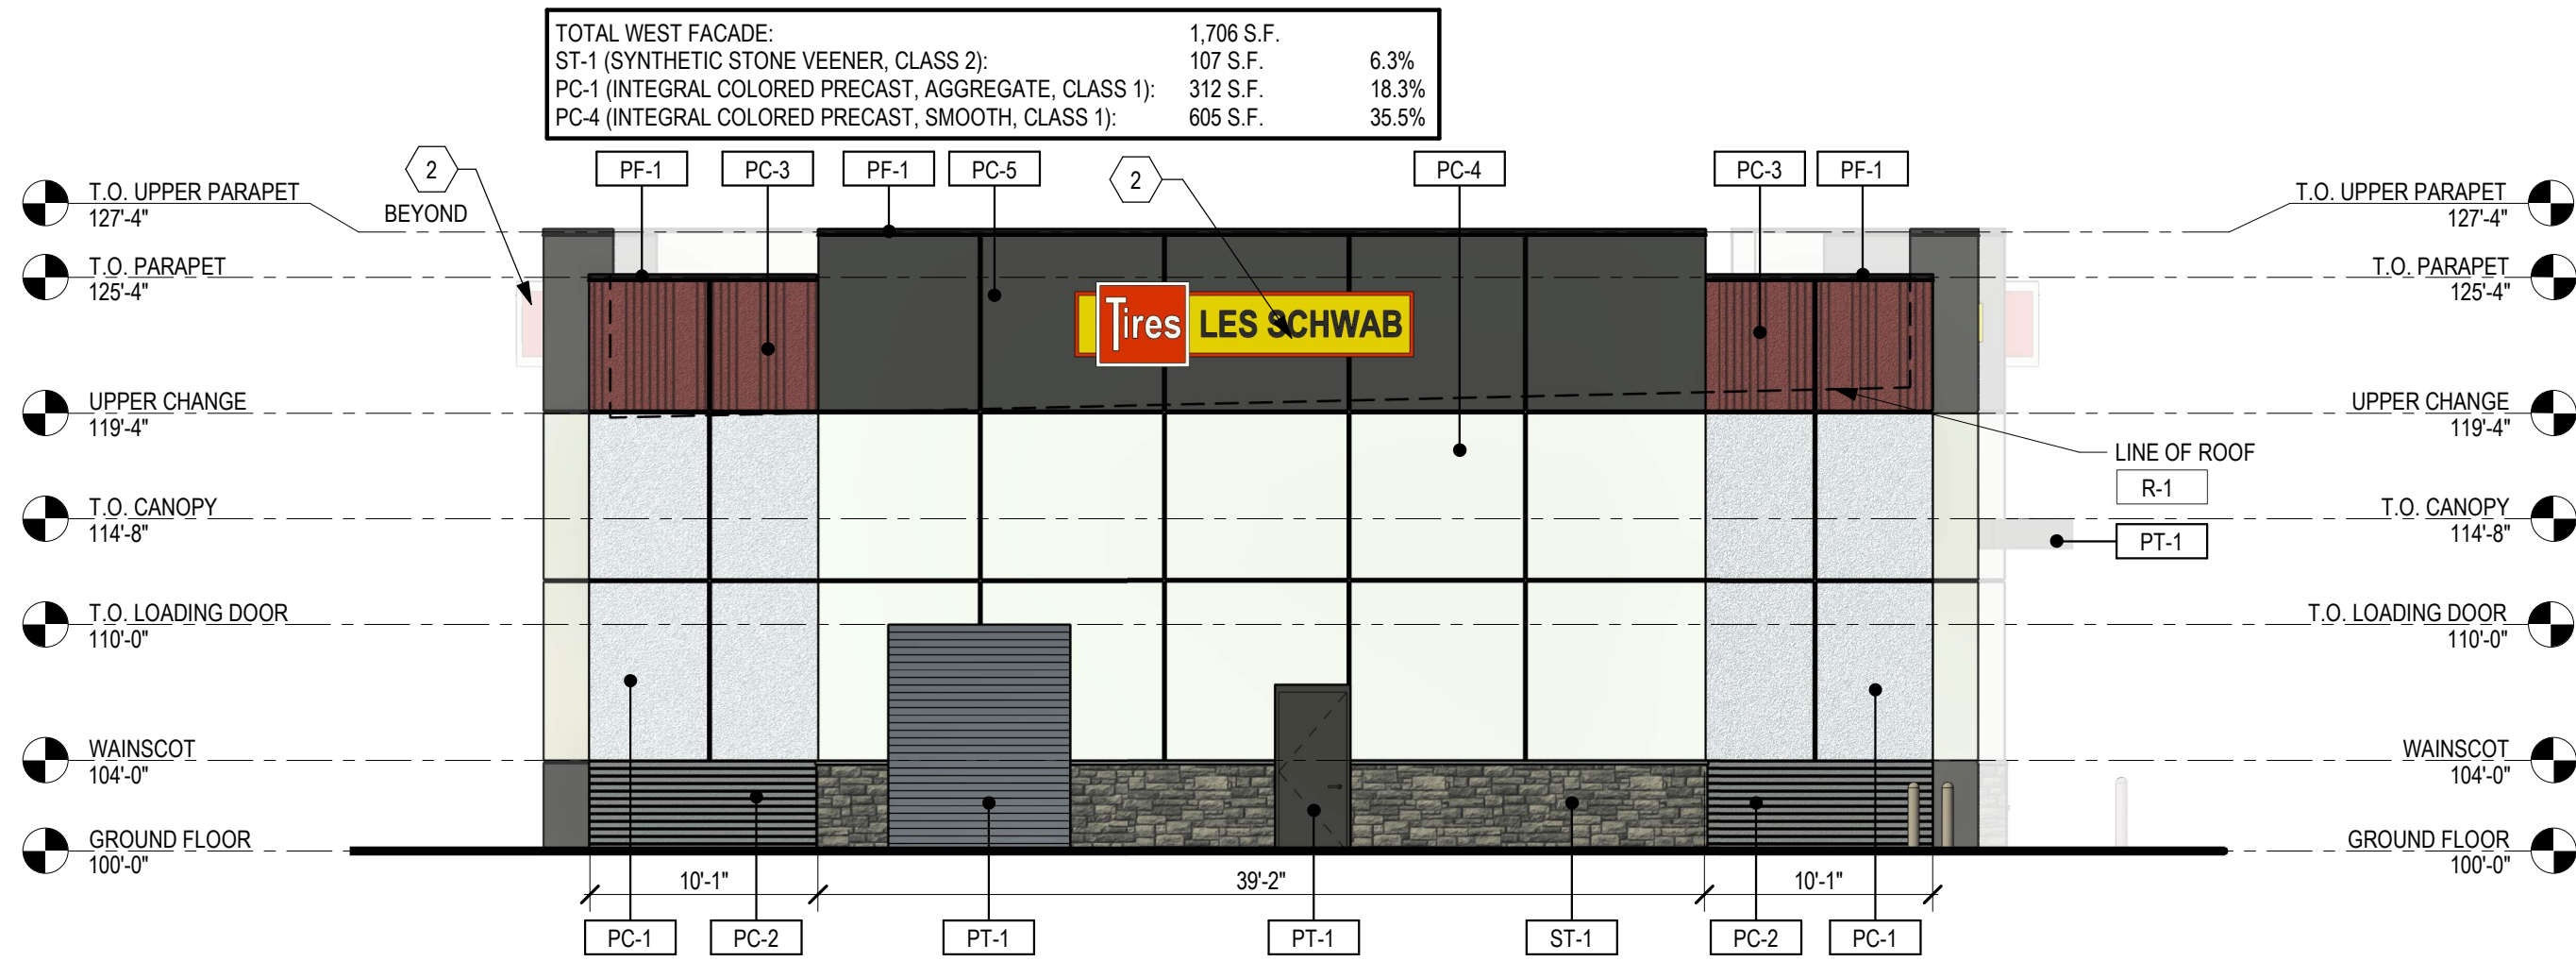 TOTAL WEST FACADE: 1,706 S.F.
ST-1 (SYNTHETIC STONE VEENER, CLASS 2): 107 S.F. 6.3%
PC-1 (INTEGRAL COLORED PRECAST, AGGREGATE, CLASS 1): 312 S.F. 18.3%
PC-4 (INTEGRAL COLORED PRECAST, SMOOTH, CLASS 1): 605 S.F. 35.5%
2
PF-1
PC-3
PF-1
PC-5
2
PC-4
PC-3
PF-1
T.O. UPPER PARAPET
127'-4"
BEYOND
T.O. UPPER PARAPET
127'-4"
T.O. PARAPET
125'-4"
T.O. PARAPET
125'-4"
Tires LES SCHWAB
UPPER CHANGE
119'-4"
UPPER CHANGE
119'-4"
LINE OF ROOF
R-1
T.O. CANOPY
114'-8"
T.O. CANOPY
114'-8"
PT-1
T.O. LOADING DOOR
110'-0"
T.O. LOADING DOOR
110'-0"
WAINSCOT
104'-0"
WAINSCOT
104'-0"
GROUND FLOOR
100'-0"
GROUND FLOOR
100'-0"
10'-1"
39'-2"
10'-1"
PC-1
PC-2
PT-1
PT-1
ST-1
PC-2
PC-1